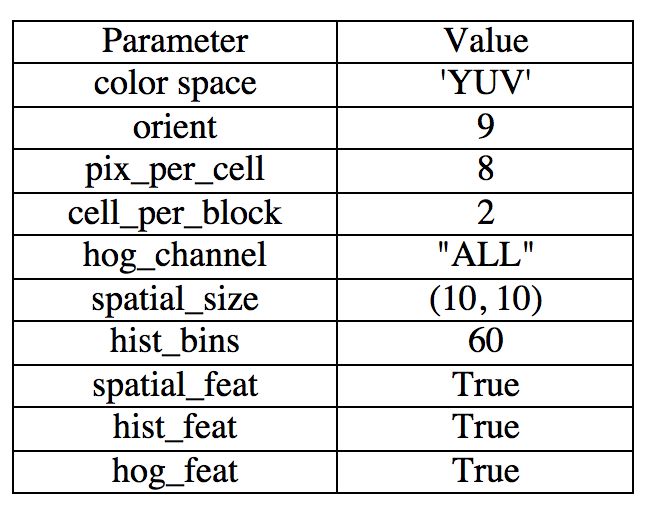 Parameter Value
color space 'YUV'
orient 9
pix_per_cell 8
cell_per_block 2
hog_channel "ALL"
spatial_size (10, 10)
hist_bins 60
spatial_feat True
hist_feat True
hog_feat True